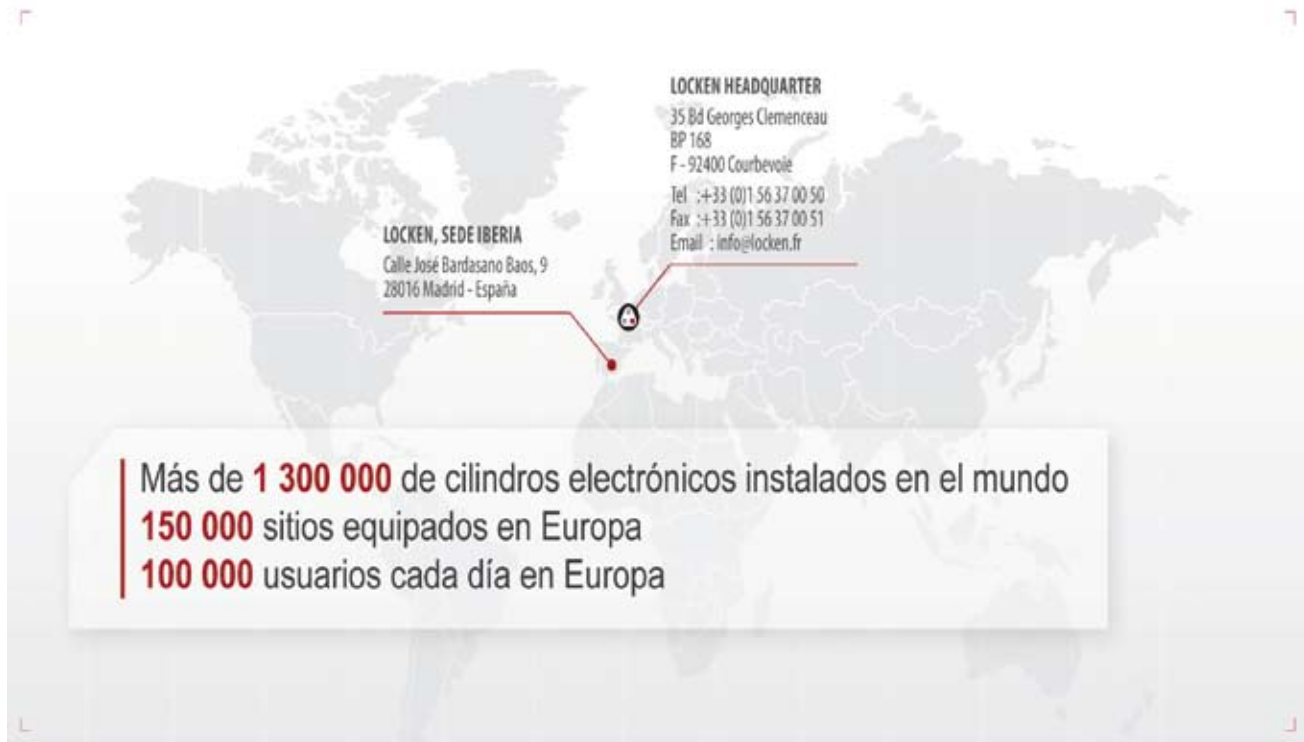 LOCKEN HEADQUARTER
35 Bd Georges Clemenceau
BP 168
F - 92400 Courbevoie
Tel :+33 (0)1 56 37 00 50
Fax :+33 (0)1 56 37 00 51
Email : info@locken.fr
LOCKEN, SEDE IBERIA
Calle José Bardasano Baos, 9
28016 Madrid - España
Más de 1 300 000 de cilindros electrónicos instalados en el mundo
150 000 sitios equipados en Europa
100 000 usuarios cada día en Europa